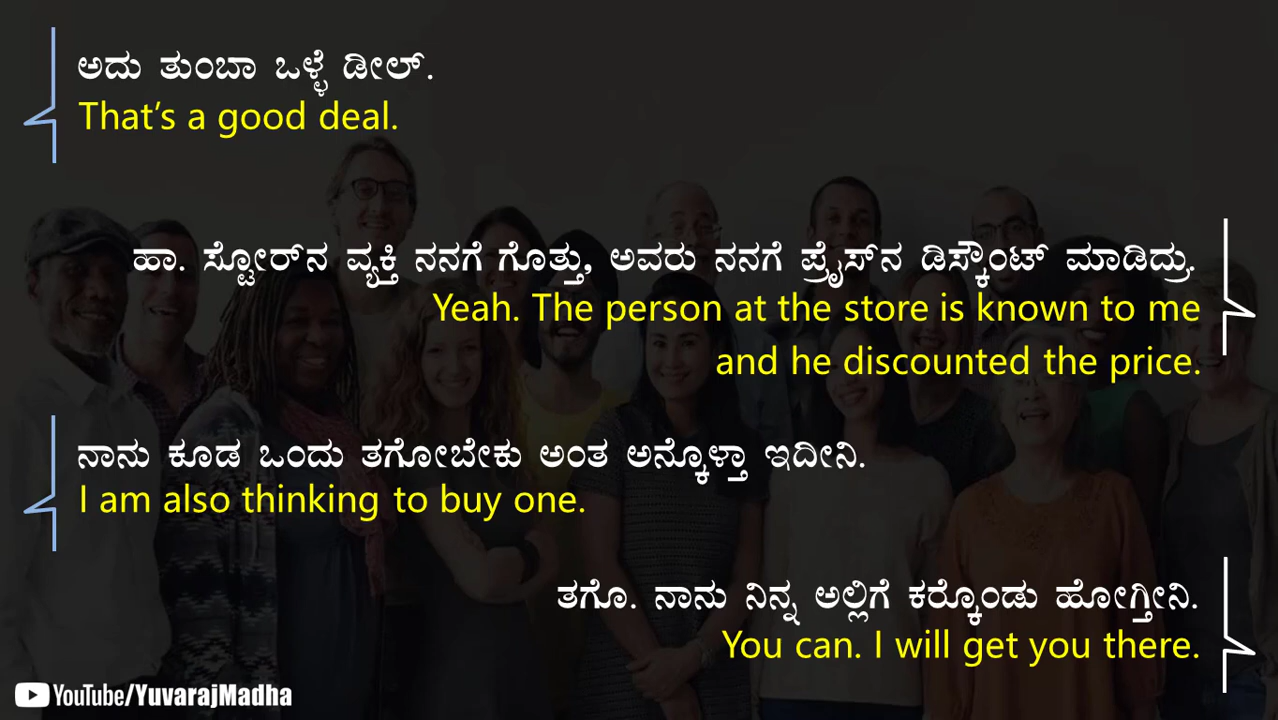 ಅದು ತುಂಬಾ ಒಳ್ಳೆ ಡೀಲ್.
That’s a good deal.
ಹಾ. ಸ್ಟೋರ್‌ನ ವ್ಯಕ್ತಿ ನನಗೆ ಗೊತ್ತು, ಅವರು ನನಗೆ ಪ್ರೈಸ್‌ನ ಡಿಸ್ಕೌಂಟ್ ಮಾಡಿದ್ರು.
Yeah. The person at the store is known to me
and he discounted the price.
ನಾನು ಕೂಡ ಒಂದು ತಗೋಬೇಕು ಅಂತ ಅನ್ಕೊಳ್ತಾ ಇದೀನಿ.
I am also thinking to buy one.
ತಗೊ. ನಾನು ನಿನ್ನ ಅಲ್ಲಿಗೆ ಕರ್ಕೊಂಡು ಹೋಗ್ತೀನಿ.
You can. I will get you there.
YouTube/YuvarajMadha